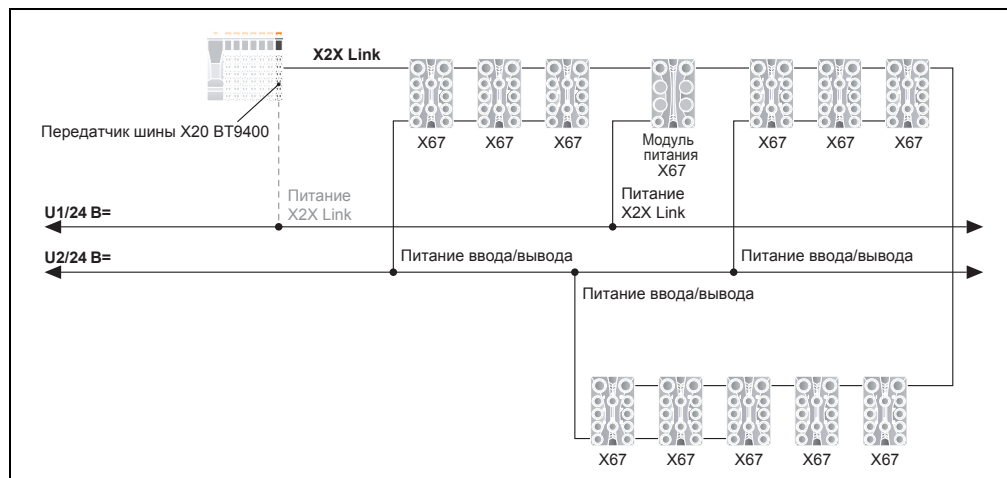 X2X Link
Передатчик шины X20 BT9400
X67
X67
X67
Модуль
питания
X67
X67
X67
X67
Питание
X2X Link
Питание
X2X Link
U1/24 В=
U2/24 В=
Питание ввода/вывода
Питание ввода/вывода
Питание ввода/вывода
X67
X67
X67
X67
X67